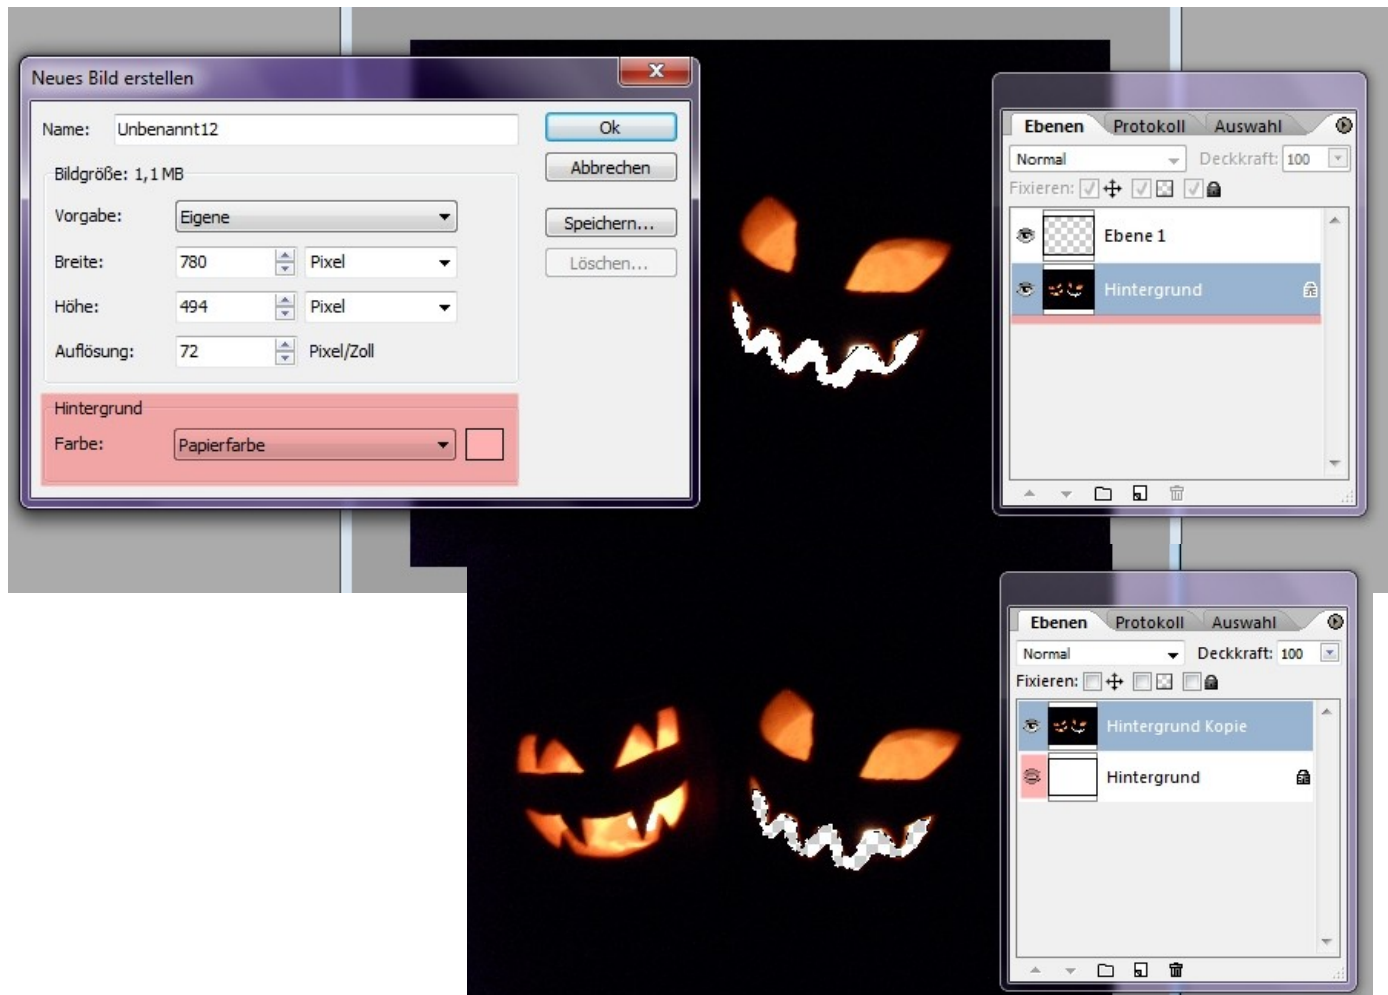 Neues Bild erstellen
Name: Unbenannt12
Ok
Bildgröße: 1,1 MB
Abbrechen
Vorgabe: Eigene
Speichern...
Breite: 780 Pixel
Löschen...
Höhe: 494 Pixel
Auflösung: 72 Pixel/Zoll
Hintergrund
Farbe: Papierfarbe
Ebenen Protokoll Auswahl
Normal Deckkraft: 100
Fixieren:
Ebene 1
Hintergrund
Ebenen Protokoll Auswahl
Normal Deckkraft: 100
Fixieren:
Hintergrund Kopie
Hintergrund